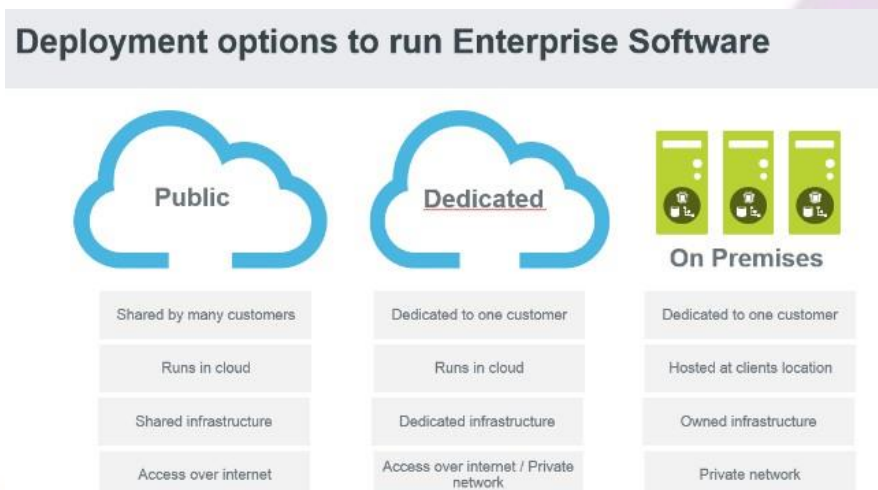 Deployment options to run Enterprise Software
Public
Shared by many customers
Runs in cloud
Shared infrastructure
Access over internet
Dedicated
Dedicated to one customer
Runs in cloud
Dedicated infrastructure
Access over internet / Private
network
On Premises
Dedicated to one customer
Hosted at clients location
Owned infrastructure
Private network